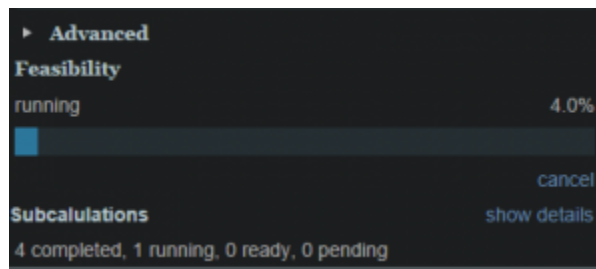 Advanced
Feasibility
running 4.0%
cancel
Subcalulations show details
4 completed, 1 running, 0 ready, 0 pending